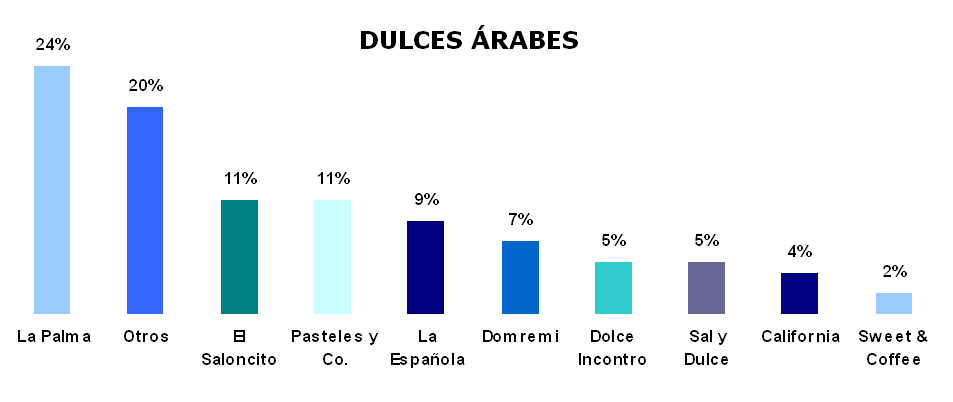 DULCES ÁRABES
24%
20%
11%
11%
9%
7%
5%
5%
4%
2%
La Palma
Otros
El
Saloncito
Pasteles y
Co.
La
Española
Domremi
Dolce
Incontro
Sal y
Dulce
California
Sweet &
Coffee